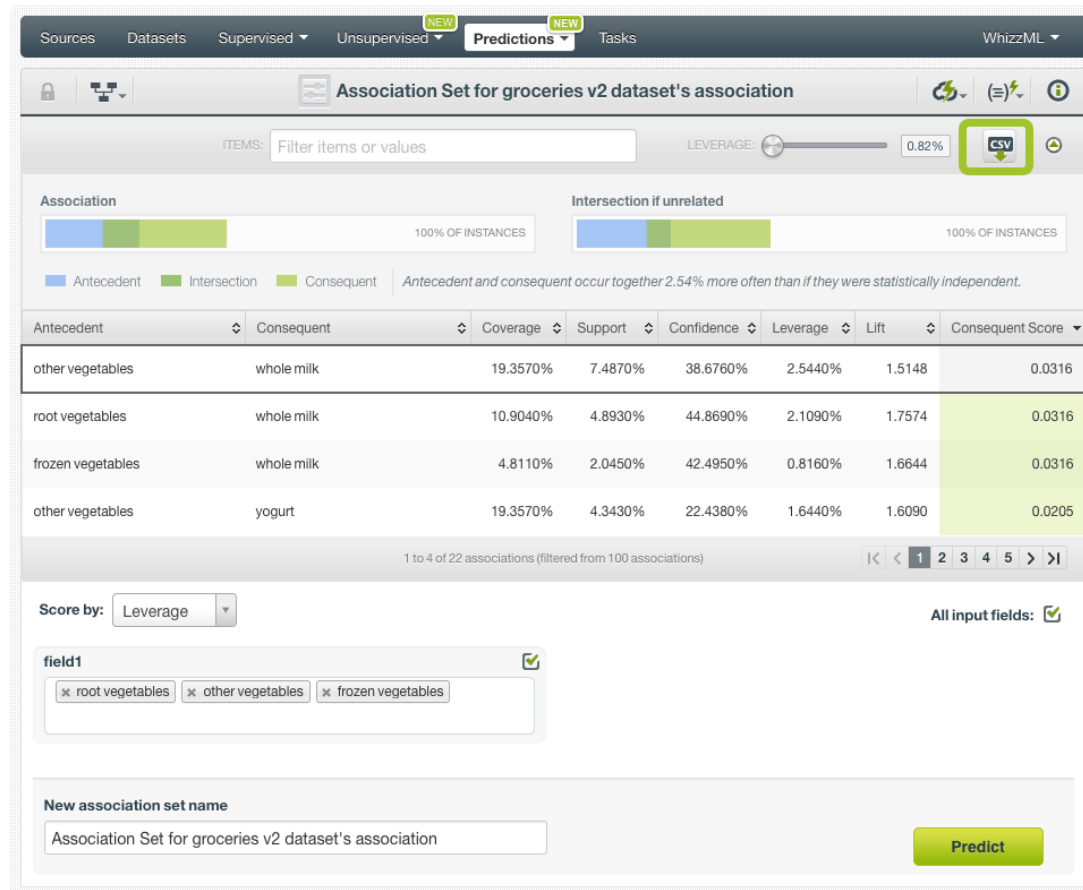 NEW NEW
Sources Datasets Supervised Unsupervised Predictions Tasks WhizzML
Association Set for groceries v2 dataset's association
ITEMS: Filter items or values LEVERAGE: 0.82% CSV
Association Intersection if unrelated
100% OF INSTANCES 100% OF INSTANCES
Antecedent Intersection Consequent Antecedent and consequent occur together 2.54% more often than if they were statistically independent.
Antecedent Consequent Coverage Support Confidence Leverage Lift Consequent Score
other vegetables whole milk 19.3570% 7.4870% 38.6760% 2.5440% 1.5148 0.0316
root vegetables whole milk 10.9040% 4.8930% 44.8690% 2.1090% 1.7574 0.0316
frozen vegetables whole milk 4.8110% 2.0450% 42.4950% 0.8160% 1.6644 0.0316
other vegetables yogurt 19.3570% 4.3430% 22.4380% 1.6440% 1.6090 0.0205
1 to 4 of 22 associations (filtered from 100 associations) 1 2 3 4 5
Score by: Leverage All input fields:
field1
root vegetables other vegetables frozen vegetables
New association set name
Association Set for groceries v2 dataset's association
Predict